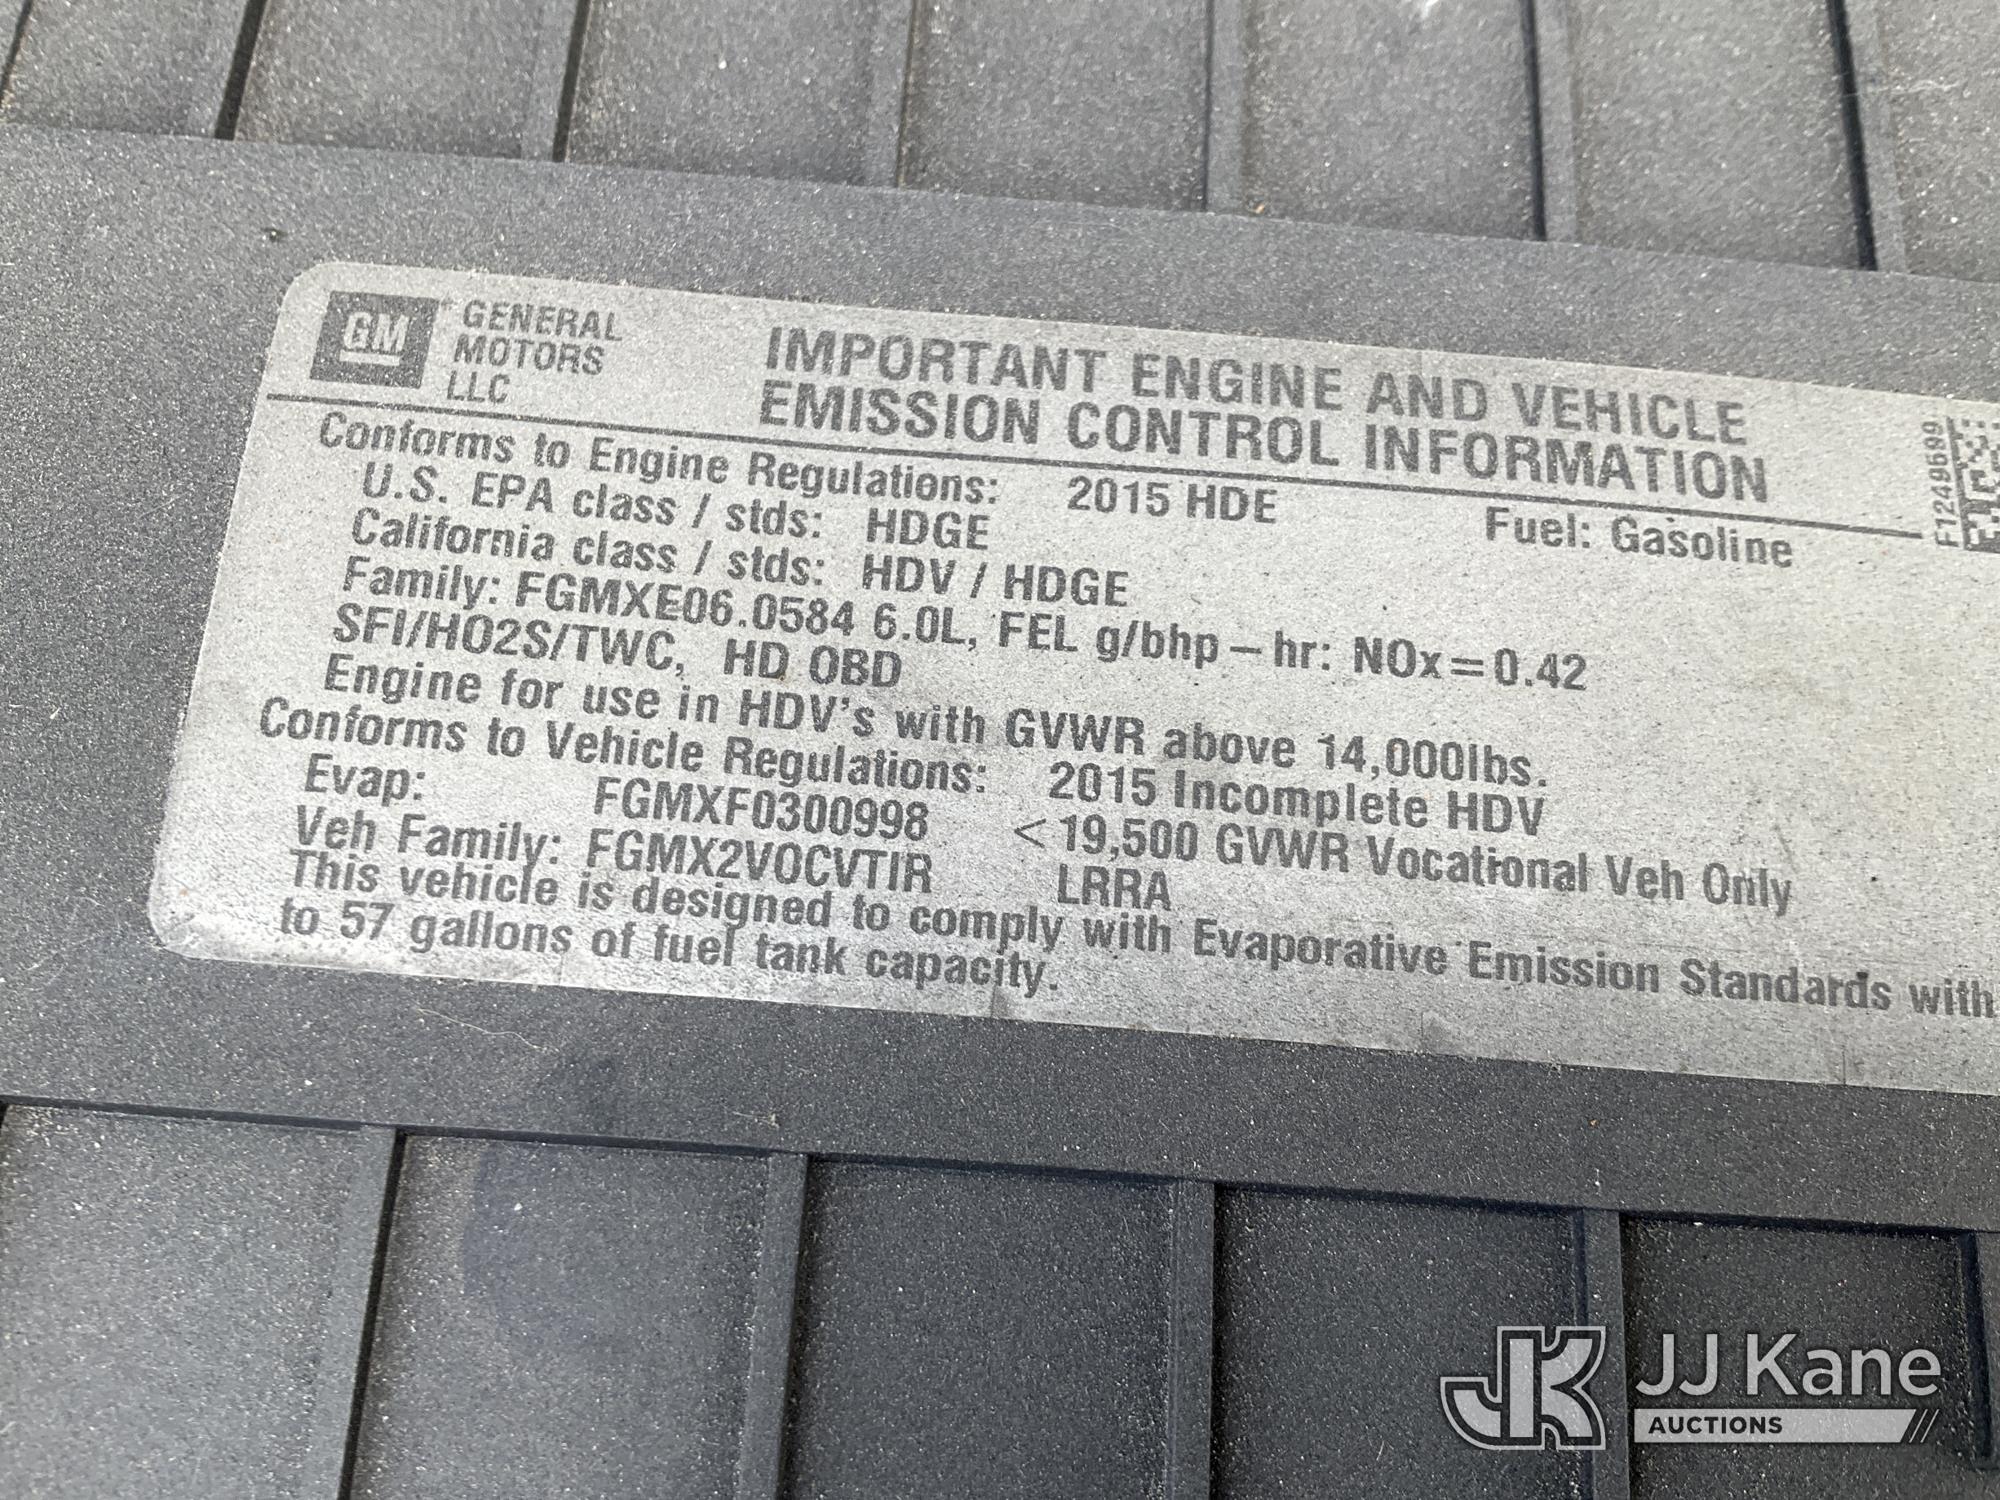 GM
GENERAL
MOTORS
LLC
IMPORTANT ENGINE AND VEHICLE
EMISSION CONTROL INFORMATION
Conforms to Engine Regulations: 2015 HDE Fuel: Gasoline
U.S. EPA class / stds: HDGE
California class / stds: HDV / HDGE
Family: FGMXE06.0584 6.0L, FEL g/bhp – hr: NOx=0.42
SFI/HO2S/TWC, HD OBD
Engine for use in HDV's with GVWR above 14,000lbs.
Conforms to Vehicle Regulations: 2015 Incomplete HDV
Evap: FGMXF0300998 <19,500 GVWR Vocational Veh Only
Veh Family: FGMX2VOCVTIR LRRA
This vehicle is designed to comply with Evaporative Emission Standards with
to 57 gallons of fuel tank capacity.
JK JJ Kane
AUCTIONS